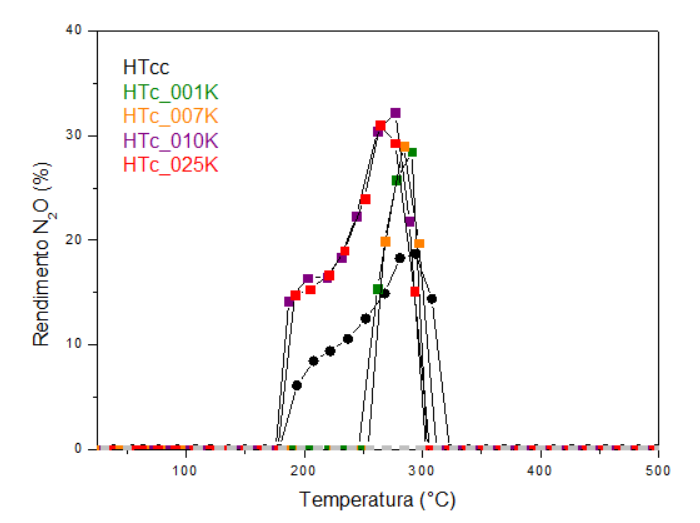 40
30
20
10
0
Rendimento N₂O (%)
HTcc
HTc_001K
HTc_007K
HTc_010K
HTc_025K
100 200 300 400 500
Temperatura (°C)